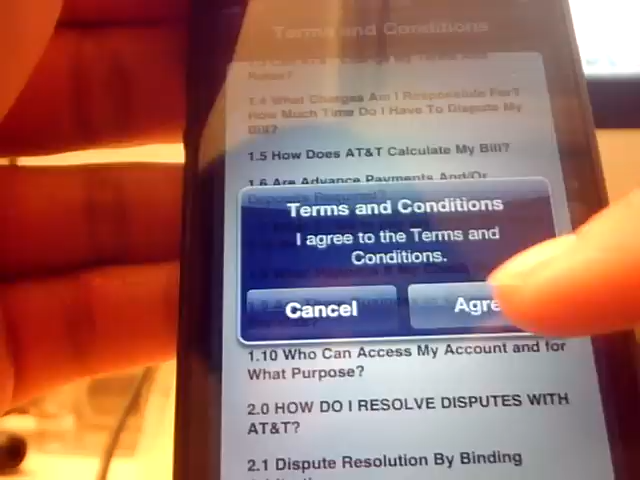 Terms and Conditions
1.4 What Charges Am I Responsible For?
How Much Time Do I Have To Dispute My
Bill?
1.5 How Does AT&T Calculate My Bill?
1.6 Are Advance Payments And/Or
Terms and Conditions
I agree to the Terms and
Conditions.
Cancel
Agre
1.10 Who Can Access My Account and for
What Purpose?
2.0 HOW DO I RESOLVE DISPUTES WITH
AT&T?
2.1 Dispute Resolution By Binding